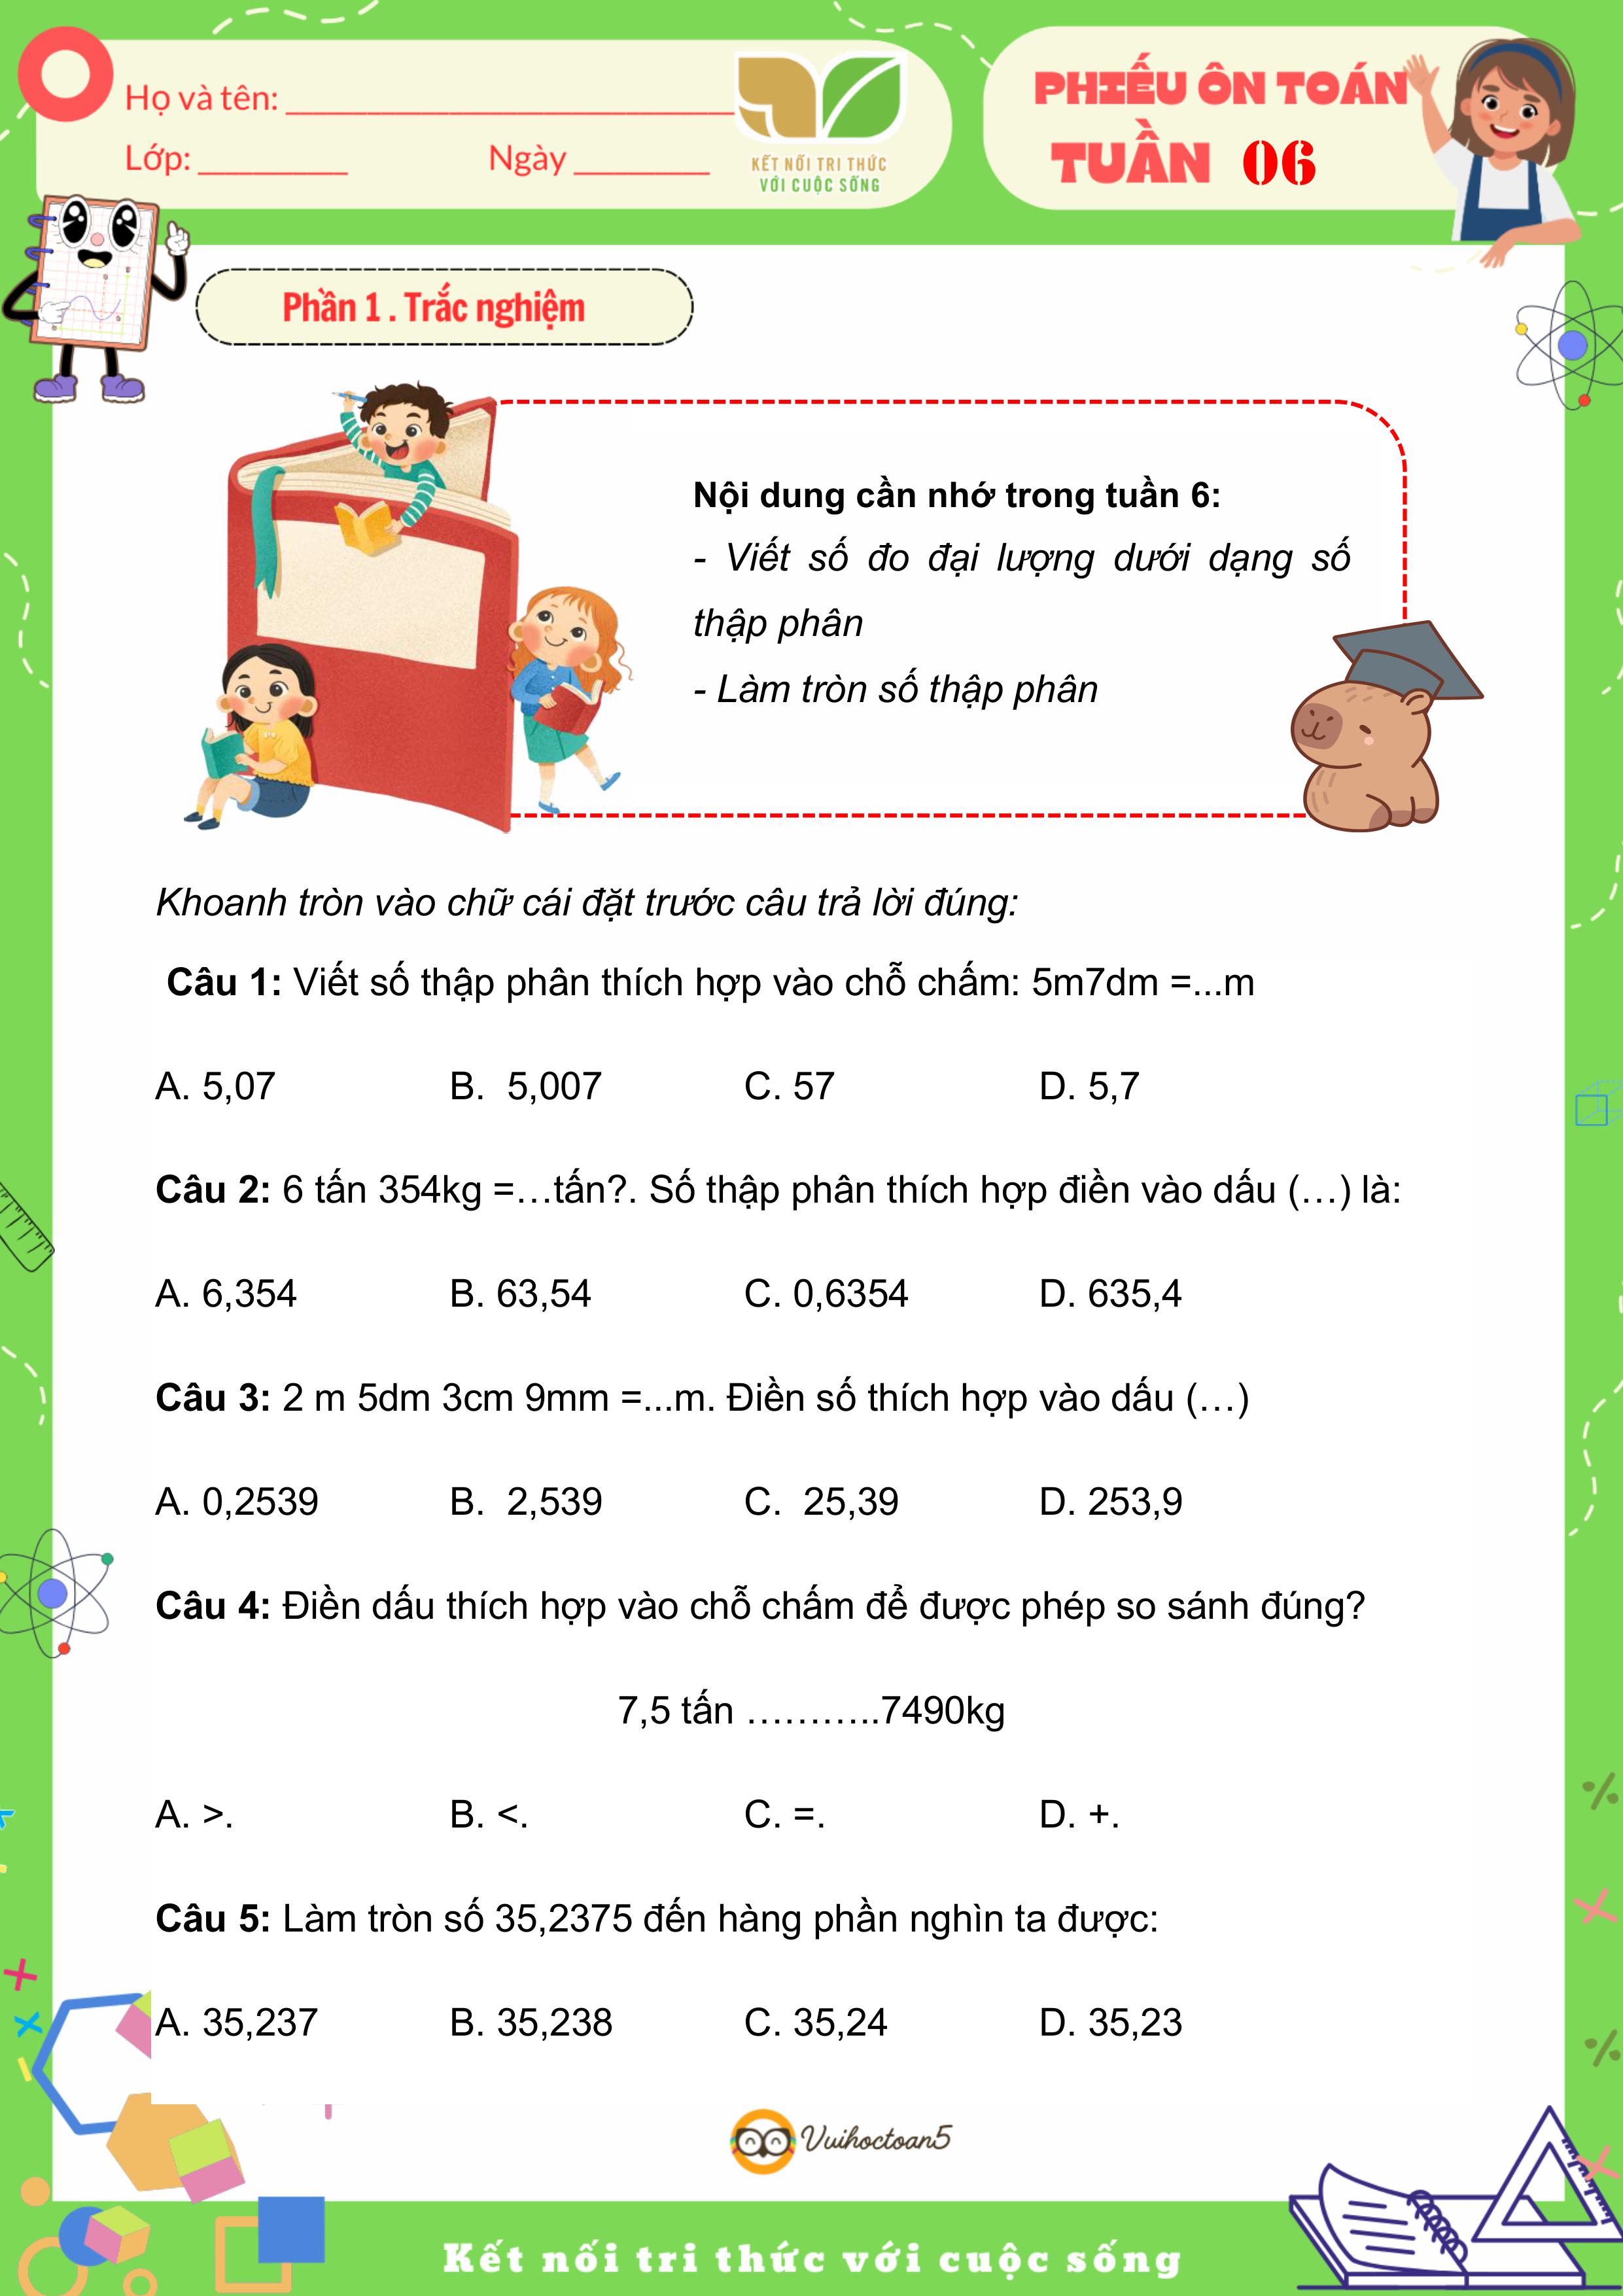 Họ và tên: ______________________
Lớp: ________ Ngày ________
KẾT NỐI TRI THỨC
VỚI CUỘC SỐNG
PHIẾU ÔN TOÁN
TUẦN 06
Phần 1 . Trắc nghiệm
Nội dung cần nhớ trong tuần 6:
- Viết số đo đại lượng dưới dạng số
thập phân
- Làm tròn số thập phân
Khoanh tròn vào chữ cái đặt trước câu trả lời đúng:
Câu 1: Viết số thập phân thích hợp vào chỗ chấm: 5m7dm =...m
A. 5,07 B. 5,007 C. 57 D. 5,7
Câu 2: 6 tấn 354kg =…tấn?. Số thập phân thích hợp điền vào dấu (…) là:
A. 6,354 B. 63,54 C. 0,6354 D. 635,4
Câu 3: 2 m 5dm 3cm 9mm =...m. Điền số thích hợp vào dấu (…)
A. 0,2539 B. 2,539 C. 25,39 D. 253,9
Câu 4: Điền dấu thích hợp vào chỗ chấm để được phép so sánh đúng?
7,5 tấn ………..7490kg
A. >. B. <. C. =. D. +.
Câu 5: Làm tròn số 35,2375 đến hàng phần nghìn ta được:
A. 35,237 B. 35,238 C. 35,24 D. 35,23
Vuihoctoan5
Kết nối tri thức với cuộc sống